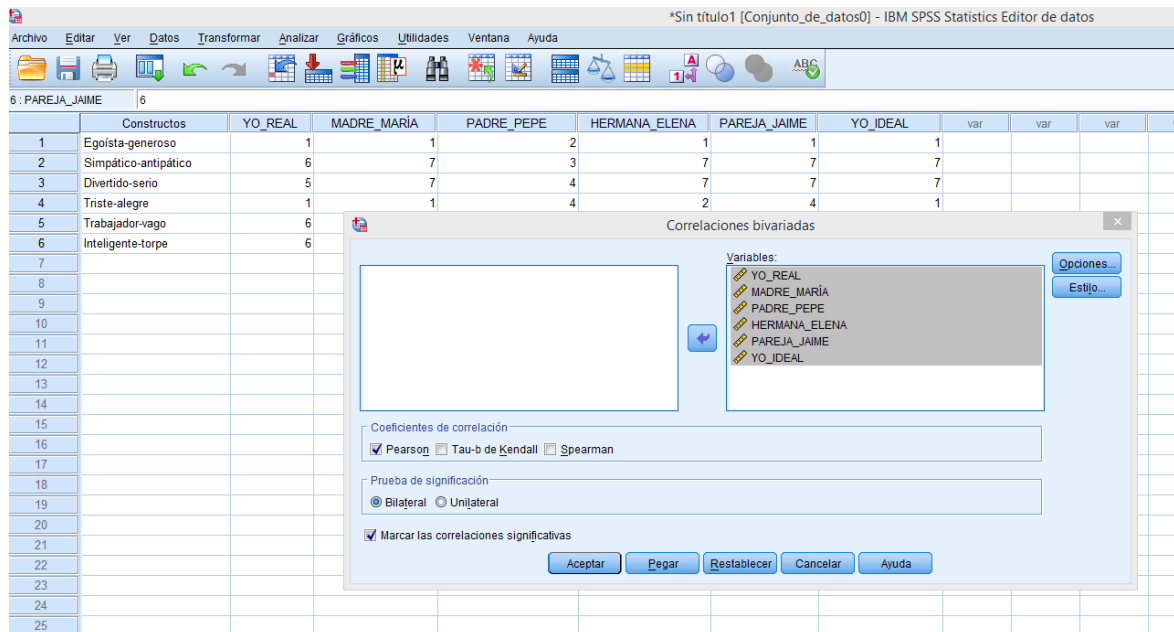 *Sin título1 [Conjunto_de_datos0] - IBM SPSS Statistics Editor de datos
Archivo Editar Ver Datos Transformar Analizar Gráficos Utilidades Ventana Ayuda
6 : PAREJA_JAIME 6
Constructos YO_REAL MADRE_MARÍA PADRE_PEPE HERMANA_ELENA PAREJA_JAIME YO_IDEAL var var var
1 Egoísta-generoso 1 1 2 1 1 1
2 Simpático-antipático 6 7 3 7 7 7
3 Divertido-serio 5 7 4 7 7 7
4 Triste-alegre 1 1 4 2 4 1
5 Trabajador-vago 6
6 Inteligente-torpe 6
7
8
9
10
11
12
13
14
15
16
17
18
19
20
21
22
23
24
25
Correlaciones bivariadas
Variables:
YO_REAL
MADRE_MARÍA
PADRE_PEPE
HERMANA_ELENA
PAREJA_JAIME
YO_IDEAL
Opciones...
Estilo...
Coeficientes de correlación
Pearson Tau-b de Kendall Spearman
Prueba de significación
Bilateral Unilateral
Marcar las correlaciones significativas
Aceptar Pegar Restablecer Cancelar Ayuda